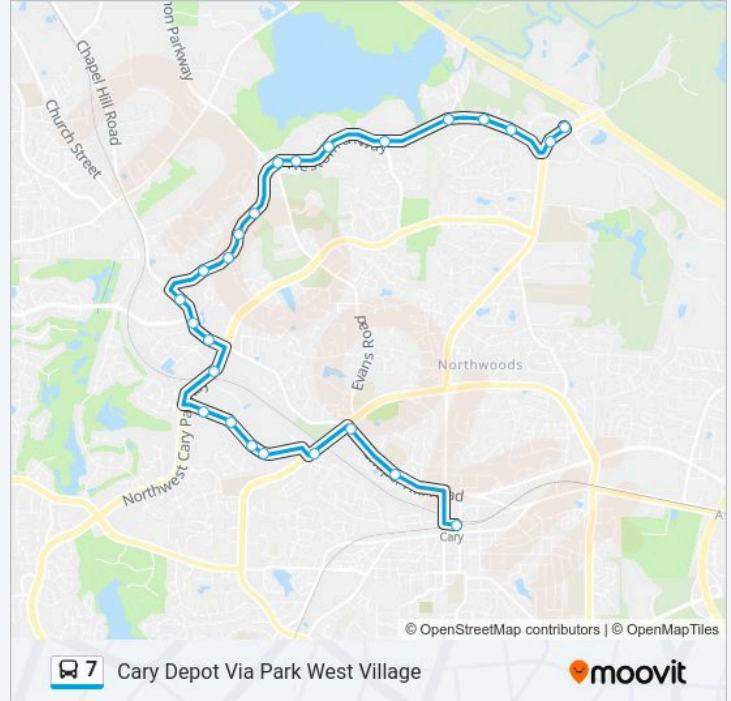 non Parkway
Chapel Hill Road
Church Street
Evans Road
Northwoods
Northwest Cary Pa
Cary
© OpenStreetMap contributors | © OpenMapTiles
7 Cary Depot Via Park West Village
moovit